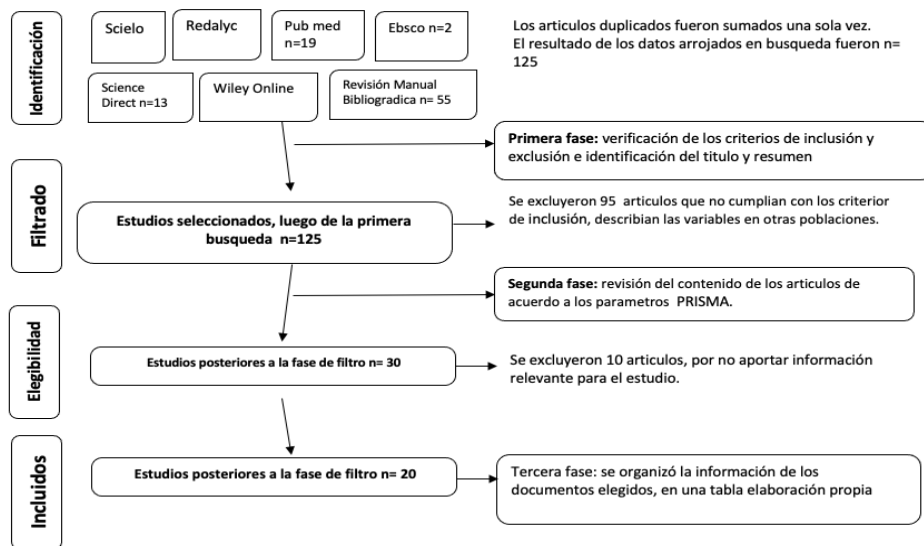 Identificación
Scielo
Redalyc
Pub med
n=19
Ebsco n=2
Science
Direct n=13
Wiley Online
Revisión Manual
Bibliogradica n= 55
Los articulos duplicados fueron sumados una sola vez.
El resultado de los datos arrojados en busqueda fueron n=
125
Primera fase: verificación de los criterios de inclusión y
exclusión e identificación del titulo y resumen
Filtrado
Estudios seleccionados, luego de la primera
busqueda n=125
Se excluyeron 95 articulos que no cumplian con los criterior
de inclusión, describian las variables en otras poblaciones.
Segunda fase: revisión del contenido de los articulos de
acuerdo a los parametros PRISMA.
Elegibilidad
Estudios posteriores a la fase de filtro n= 30
Se excluyeron 10 articulos, por no aportar información
relevante para el estudio.
Incluidos
Estudios posteriores a la fase de filtro n= 20
Tercera fase: se organizó la información de los
documentos elegidos, en una tabla elaboración propia